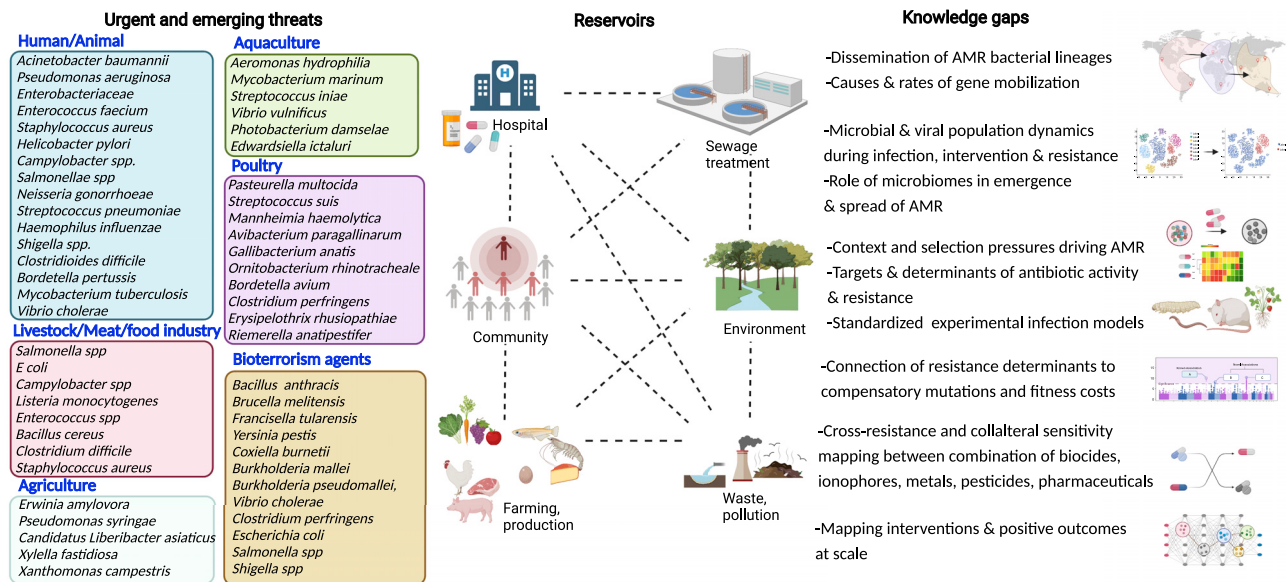 Urgent and emerging threats
Human/Animal
Acinetobacter baumannii
Pseudomonas aeruginosa
Enterobacteriaceae
Enterococcus faecium
Staphylococcus aureus
Helicobacter pylori
Campylobacter spp.
Salmonellae spp
Neisseria gonorrhoeae
Streptococcus pneumoniae
Haemophilus influenzae
Shigella spp.
Clostridioides difficile
Bordetella pertussis
Mycobacterium tuberculosis
Vibrio cholerae
Livestock/Meat/food industry
Salmonella spp
E coli
Campylobacter spp
Listeria monocytogenes
Enterococcus spp
Bacillus cereus
Clostridium difficile
Staphylococcus aureus
Agriculture
Erwinia amylovora
Pseudomonas syringae
Candidatus Liberibacter asiaticus
Xylella fastidiosa
Xanthomonas campestris
Aquaculture
Aeromonas hydrophilia
Mycobacterium marinum
Streptococcus iniae
Vibrio vulnificus
Photobacterium damselae
Edwardsiella ictaluri
Poultry
Pasteurella multocida
Streptococcus suis
Mannheimia haemolytica
Avibacterium paragallinarum
Gallibacterium anatis
Ornitobacterium rhinotracheale
Bordetella avium
Clostridium perfringens
Erysipelothrix rhusiopathiae
Riemerella anatipestifer
Bioterrorism agents
Bacillus anthracis
Brucella melitensis
Francisella tularensis
Yersinia pestis
Coxiella burnetii
Burkholderia mallei
Burkholderia pseudomallei,
Vibrio cholerae
Clostridium perfringens
Escherichia coli
Salmonella spp
Shigella spp
Reservoirs
H
Hospital
Sewage
treatment
Community
Environment
Farming,
production
Waste,
pollution
Knowledge gaps
-Dissemination of AMR bacterial lineages
-Causes & rates of gene mobilization
-Microbial & viral population dynamics
during infection, intervention & resistance
-Role of microbiomes in emergence
& spread of AMR
-Context and selection pressures driving AMR
-Targets & determinants of antibiotic activity
& resistance
-Standardized experimental infection models
-Connection of resistance determinants to
compensatory mutations and fitness costs
-Cross-resistance and collalteral sensitivity
mapping between combination of biocides,
ionophores, metals, pesticides, pharmaceuticals
-Mapping interventions & positive outcomes
at scale